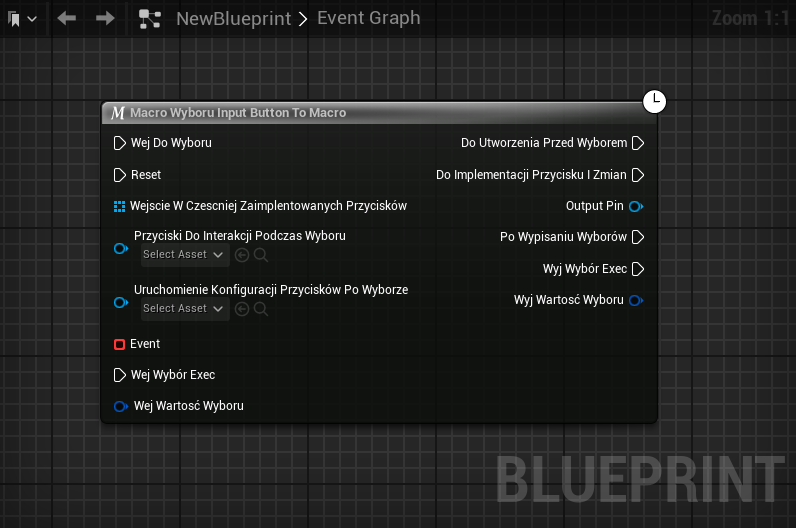 NewBlueprint > Event Graph
Zoom 1:1
Macro Wyboru Input Button To Macro
Wej Do Wyboru
Do Utworzenia Przed Wyborem
Reset
Do Implementacji Przycisku I Zmian
Wejscie W Czescniej Zaimplentowanych Przycisków
Output Pin
Przyciski Do Interakcji Podczas Wyboru
Po Wypisaniu Wyborów
Select Asset
Wyj Wybór Exec
Uruchomienie Konfiguracji Przycisków Po Wyborze
Wyj Wartosć Wyboru
Select Asset
Event
Wej Wybór Exec
Wej Wartosć Wyboru
BLUEPRINT